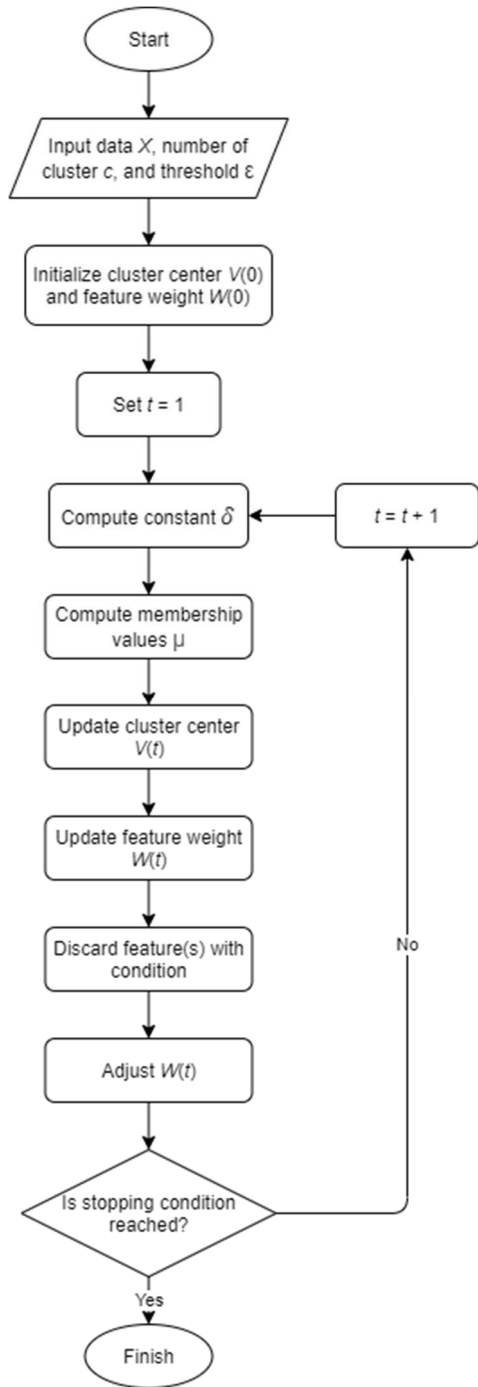 Start
Input data X, number of
cluster c, and threshold ε
Initialize cluster center V(0)
and feature weight W(0)
Set t = 1
Compute constant δ
t = t + 1
Compute membership
values μ
Update cluster center
V(t)
Update feature weight
W(t)
Discard feature(s) with
condition
No
Adjust W(t)
Is stopping condition
reached?
Yes
Finish